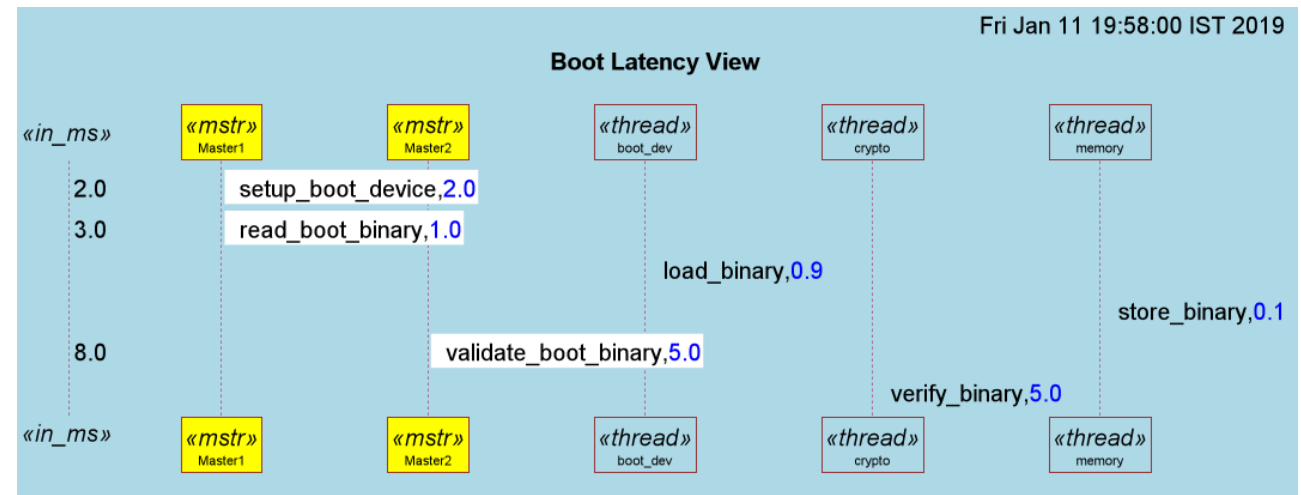 Fri Jan 11 19:58:00 IST 2019
Boot Latency View
«in_ms» «mstr» «mstr» «thread» «thread» «thread»
Master1 Master2 boot_dev crypto memory
2.0 setup_boot_device,2.0
3.0 read_boot_binary,1.0
load_binary,0.9
store_binary,0.1
8.0 validate_boot_binary,5.0
verify_binary,5.0
«in_ms» «mstr» «mstr» «thread» «thread» «thread»
Master1 Master2 boot_dev crypto memory